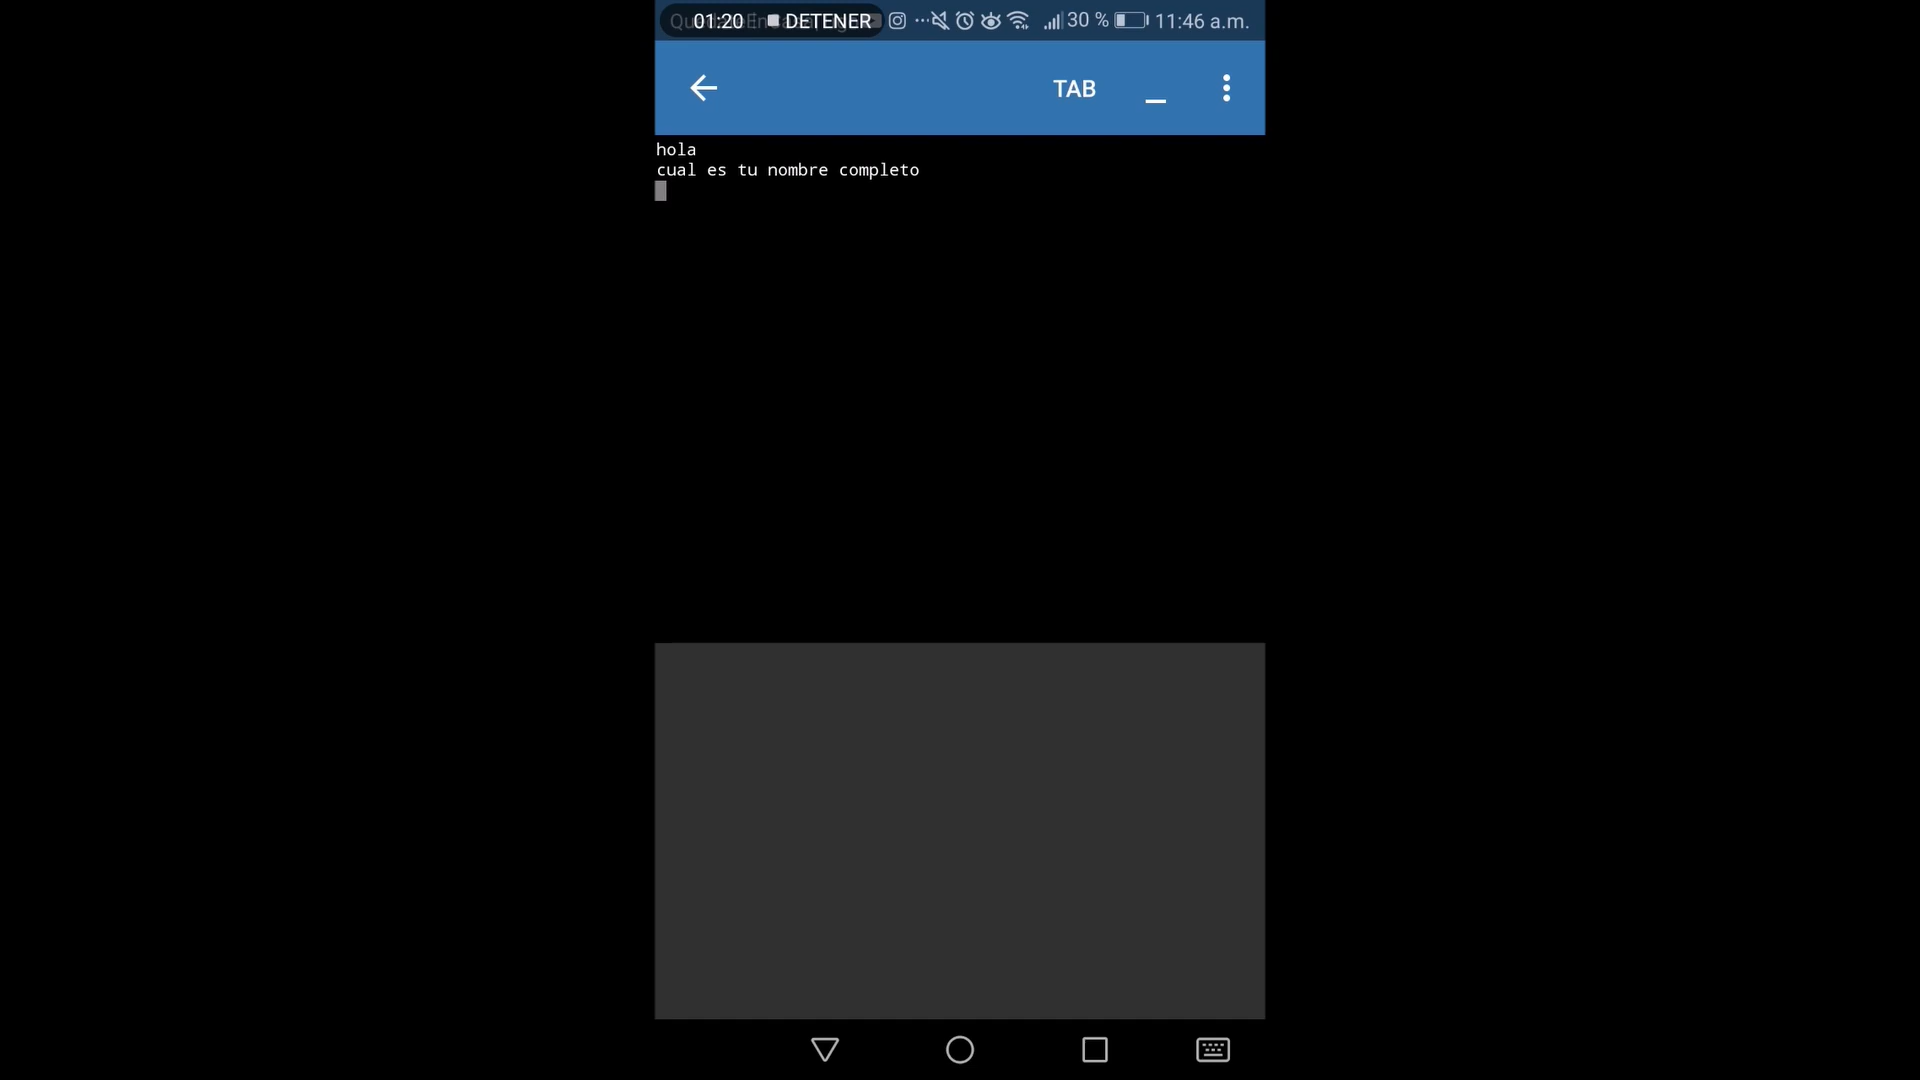 01:20 DETENER 30 % 11:46 a.m.
TAB
hola
cual es tu nombre completo